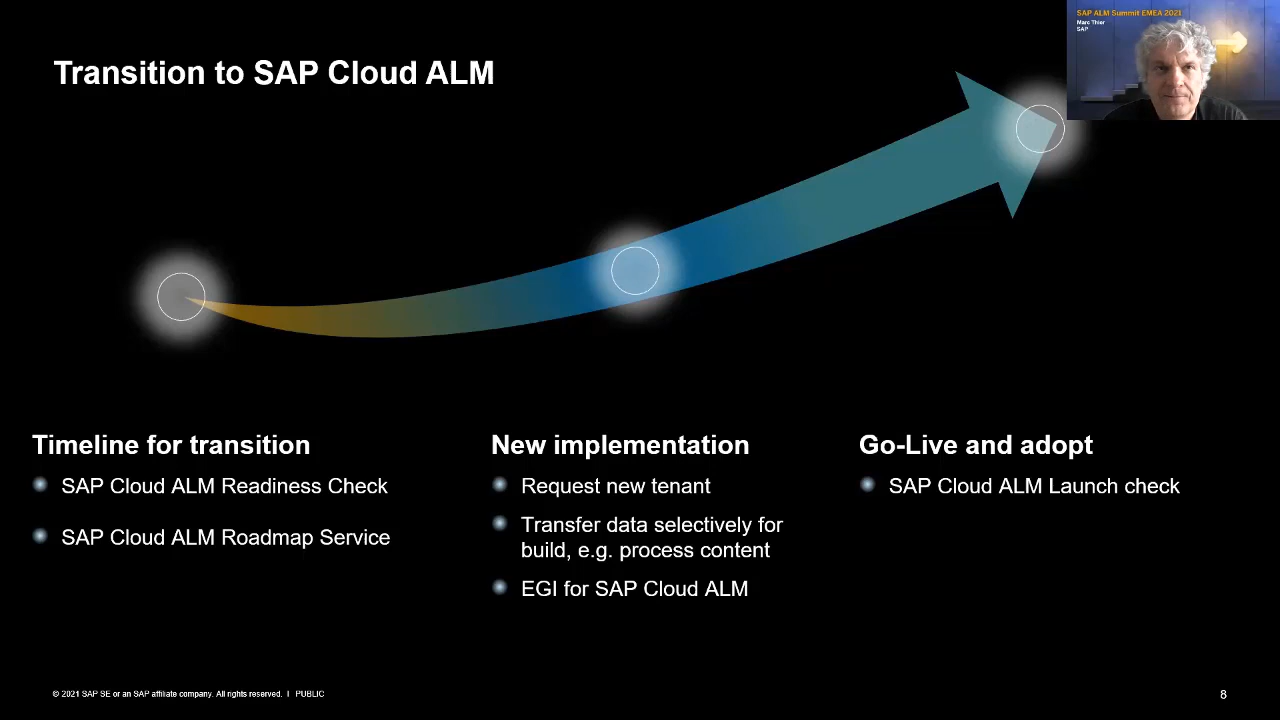 SAP ALM Summit EMEA 2021
Marc Thier
SAP
Transition to SAP Cloud ALM
Timeline for transition
SAP Cloud ALM Readiness Check
SAP Cloud ALM Roadmap Service
New implementation
Request new tenant
Transfer data selectively for
build, e.g. process content
EGI for SAP Cloud ALM
Go-Live and adopt
SAP Cloud ALM Launch check
© 2021 SAP SE or an SAP affiliate company. All rights reserved. I PUBLIC
8